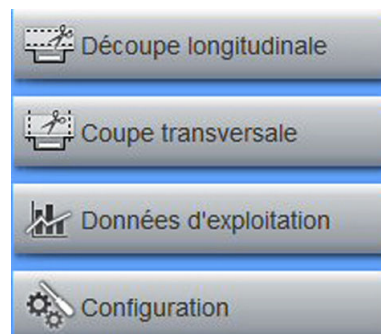 Découpe longitudinale
Coupe transversale
Données d'exploitation
Configuration